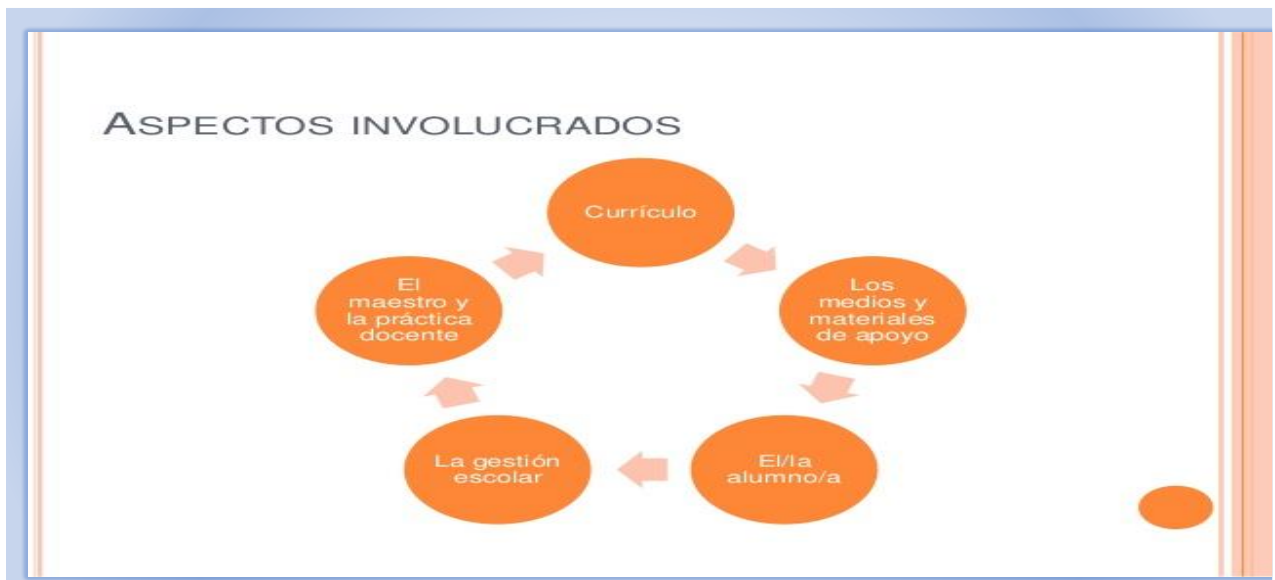 ASPECTOS INVOLUCRADOS
Currículo
Los
medios y
materiales
de apoyo
El/la
alumno/a
La gestión
escolar
El
maestro y
la práctica
docente